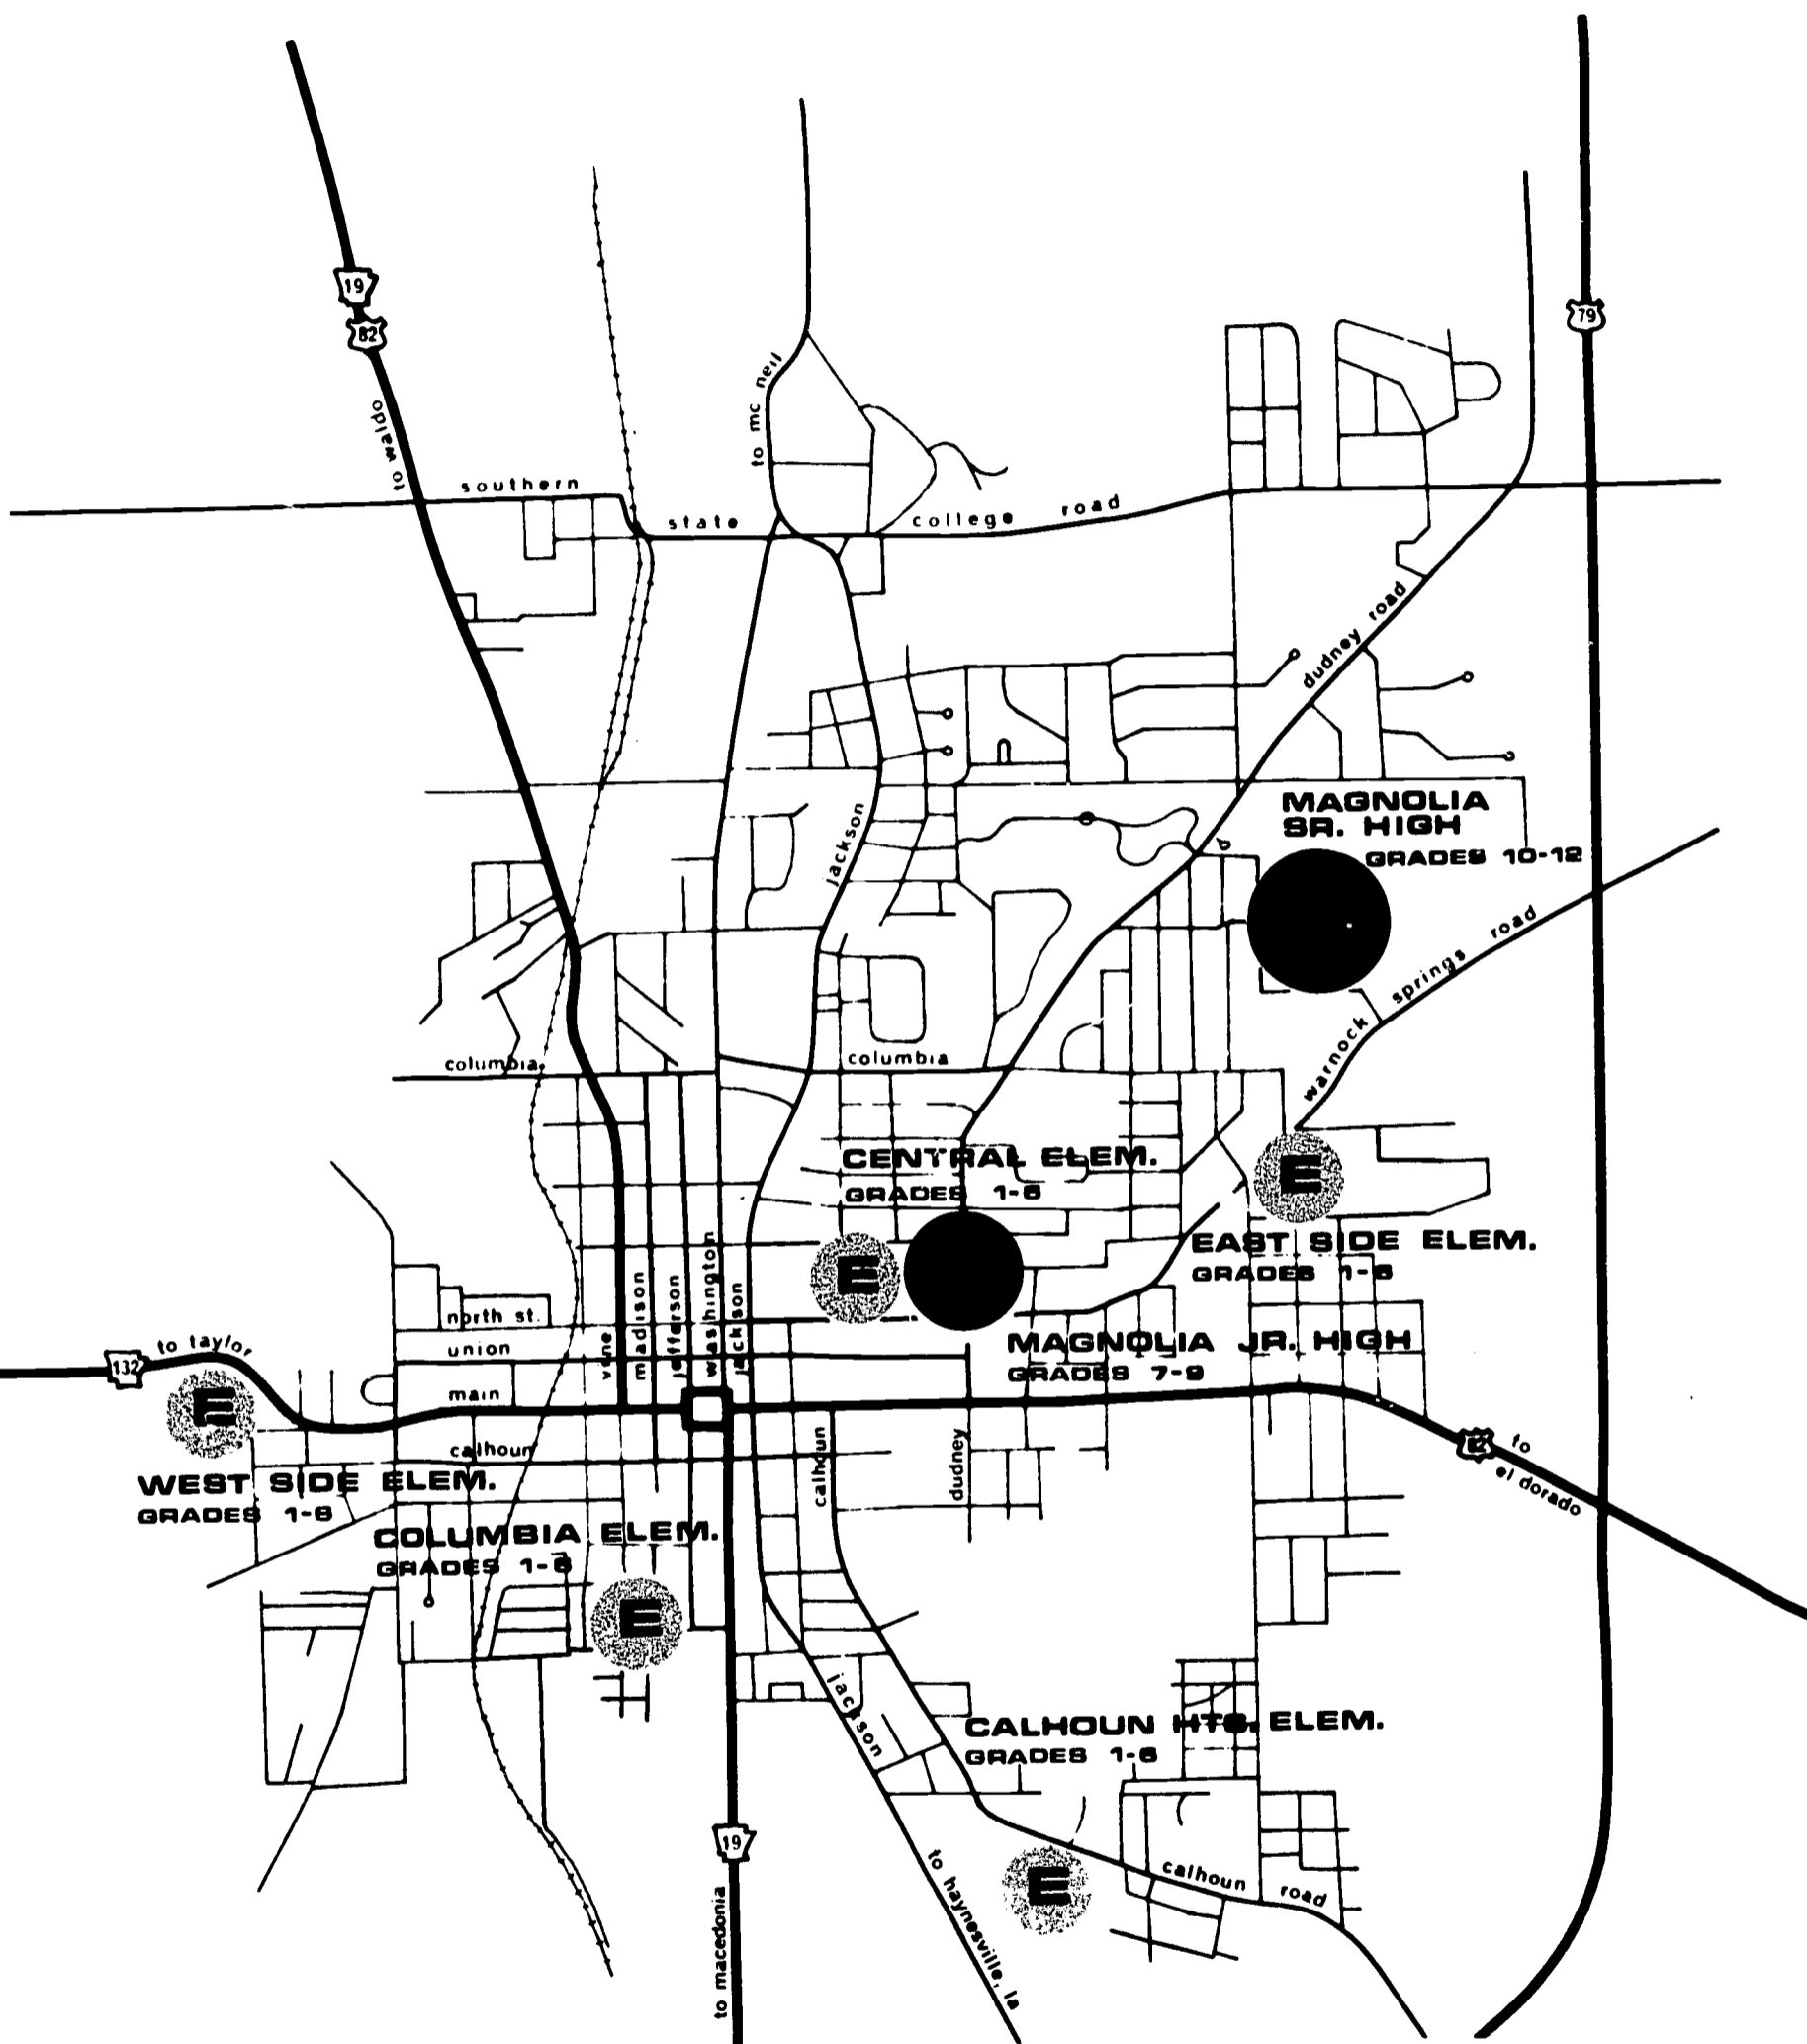 19
82
79
to waldo
to mc neil
southern
state
college
road
dudney road
MAGNOLIA
SR. HIGH
GRADES 10-12
jackson
warnock springs road
columbia
columbia
CENTRAL ELEM.
GRADES 1-6
E
E
EAST SIDE ELEM.
GRADES 1-6
north st.
union
main
calhoun
vine
madison
jefferson
washington
jackson
MAGNOLIA JR. HIGH
GRADES 7-9
to taylor
132
E
WEST SIDE ELEM.
GRADES 1-6
calhoun
dudney
82
to
el dorado
COLUMBIA ELEM.
GRADES 1-6
E
jackson
CALHOUN HTS. ELEM.
GRADES 1-6
19
to macedonia
to haynesville, la
E
calhoun road